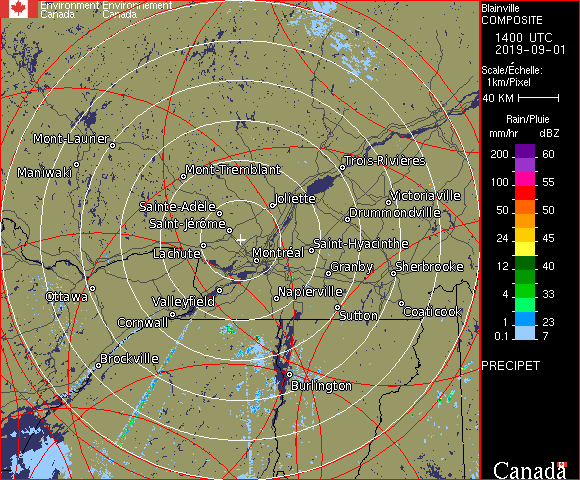 Environment Environnement
Canada Canada
Blainville
COMPOSITE
1400 UTC
2019-09-01
Scale/Échelle:
1km/Pixel
40 KM
Rain/Pluie
mm/hr dBZ
200 60
100 55
50 50
24 45
12 40
4 33
1 23
0.1 7
PRECIPET
Mont-Laurier
Maniwaki
Mont-Tremblant
Trois-Rivières
Joliette
Victoriaville
Sainte-Adèle
Drummondville
Saint-Jérôme
Lachute
Montréal
Saint-Hyacinthe
Granby
Sherbrooke
Ottawa
Valleyfield
Napierville
Cornwall
Sutton
Coaticook
Brockville
Burlington
Canada